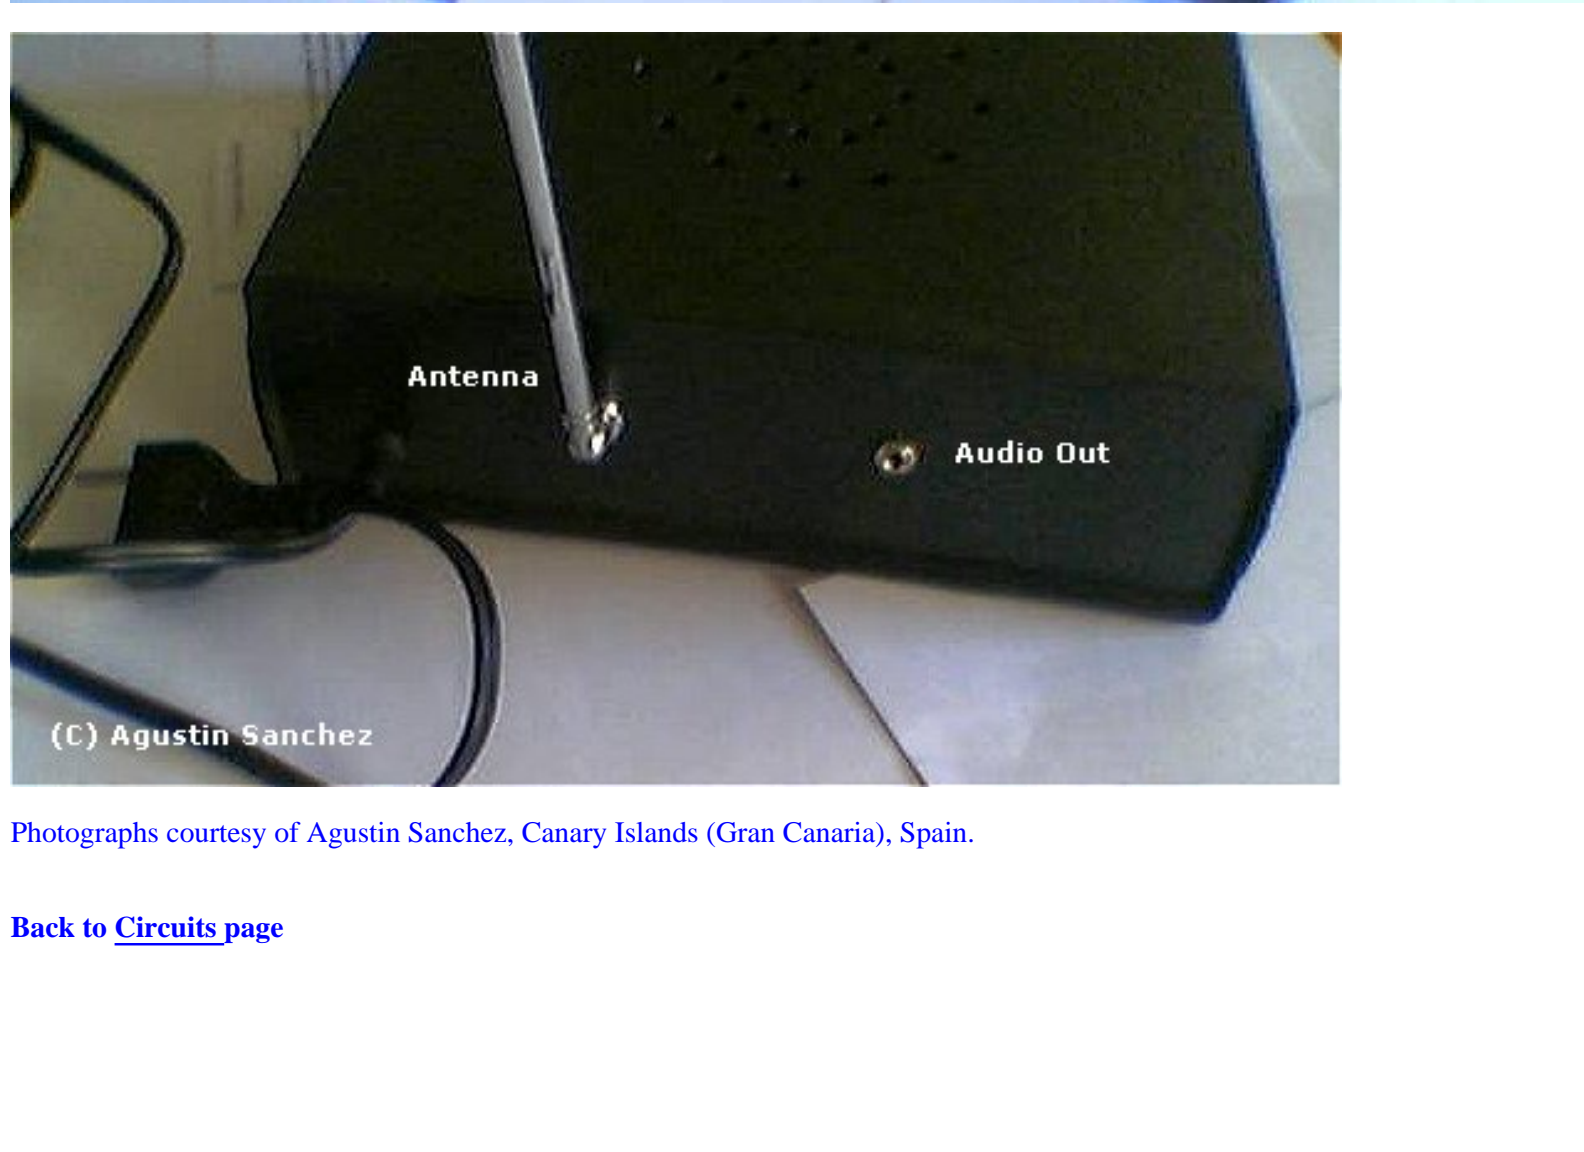 Antenna
Audio Out
(C) Agustin Sanchez
Photographs courtesy of Agustin Sanchez, Canary Islands (Gran Canaria), Spain.
Back to Circuits page